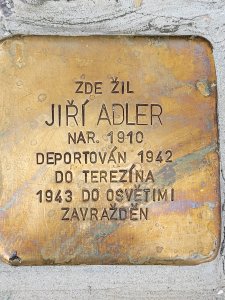 ZDE ŽIL
JIŘÍ ADLER
NAR. 1910
DEPORTOVÁN 1942
DO TEREZÍNA
1943 DO OSVĚTIMI
ZAVRAŽDĚN